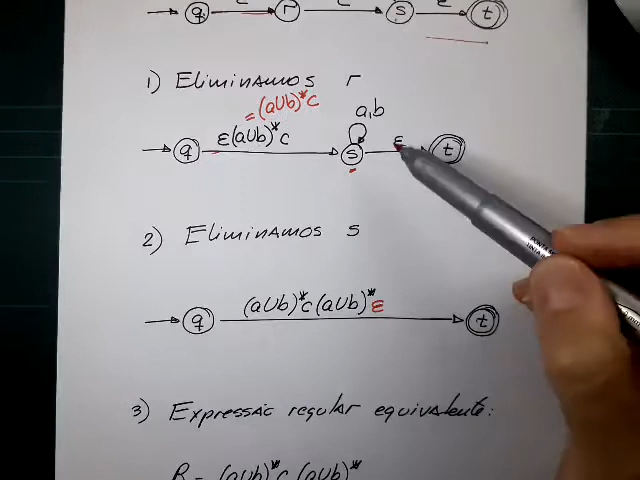 q r s ε t
1) Eliminamos r
=(a∪b)*c
a,b
q ε(a∪b)*c s ε t
2) Eliminamos s
(a∪b)*c(a∪b)*ε
q t
3) Expressão regular equivalente:
R = (a∪b)*c(a∪b)*